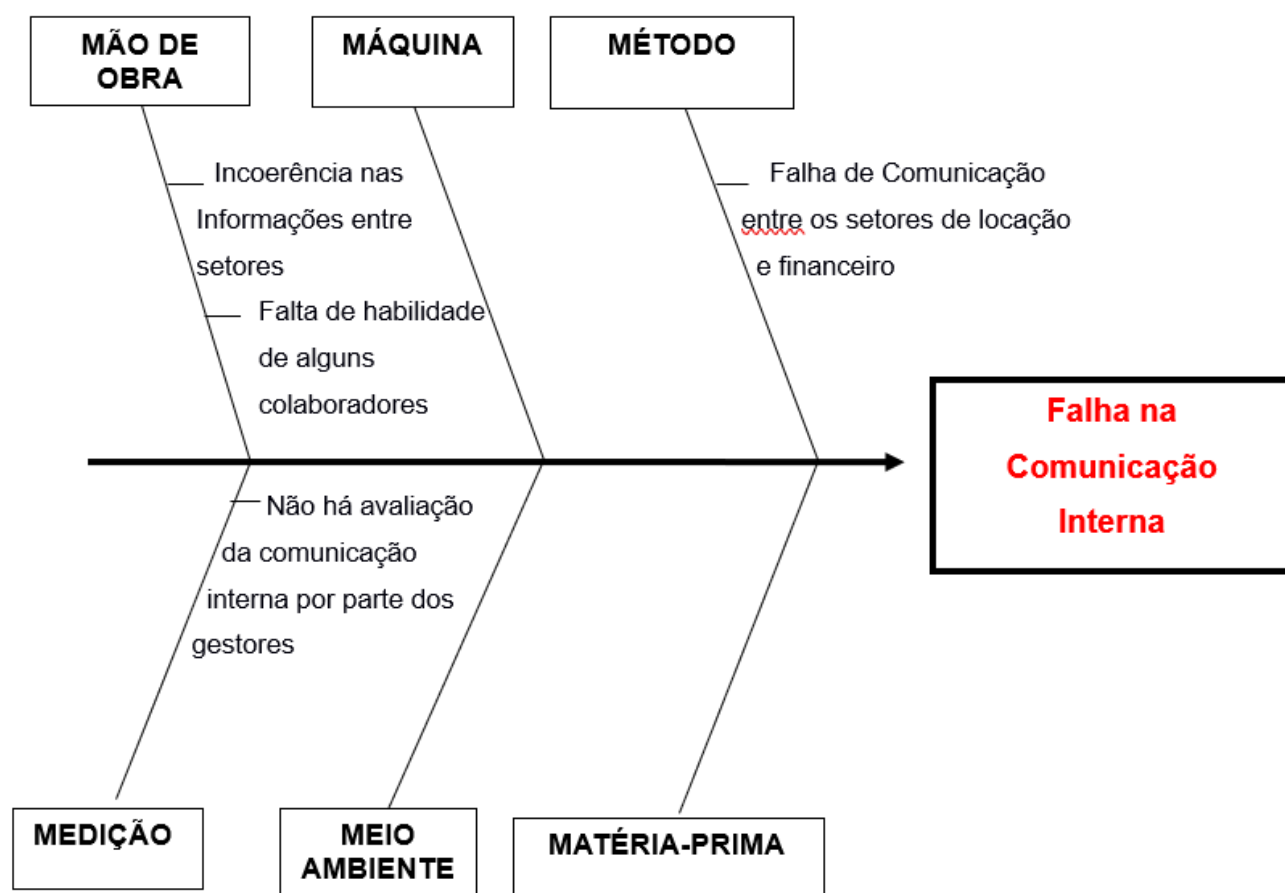 MÃO DE
OBRA
MÁQUINA
MÉTODO
Incoerência nas
Informações entre
setores
Falta de habilidade
de alguns
colaboradores
Falha de Comunicação
entre os setores de locação
e financeiro
Falha na
Comunicação
Interna
Não há avaliação
da comunicação
interna por parte dos
gestores
MEDIÇÃO
MEIO
AMBIENTE
MATÉRIA-PRIMA